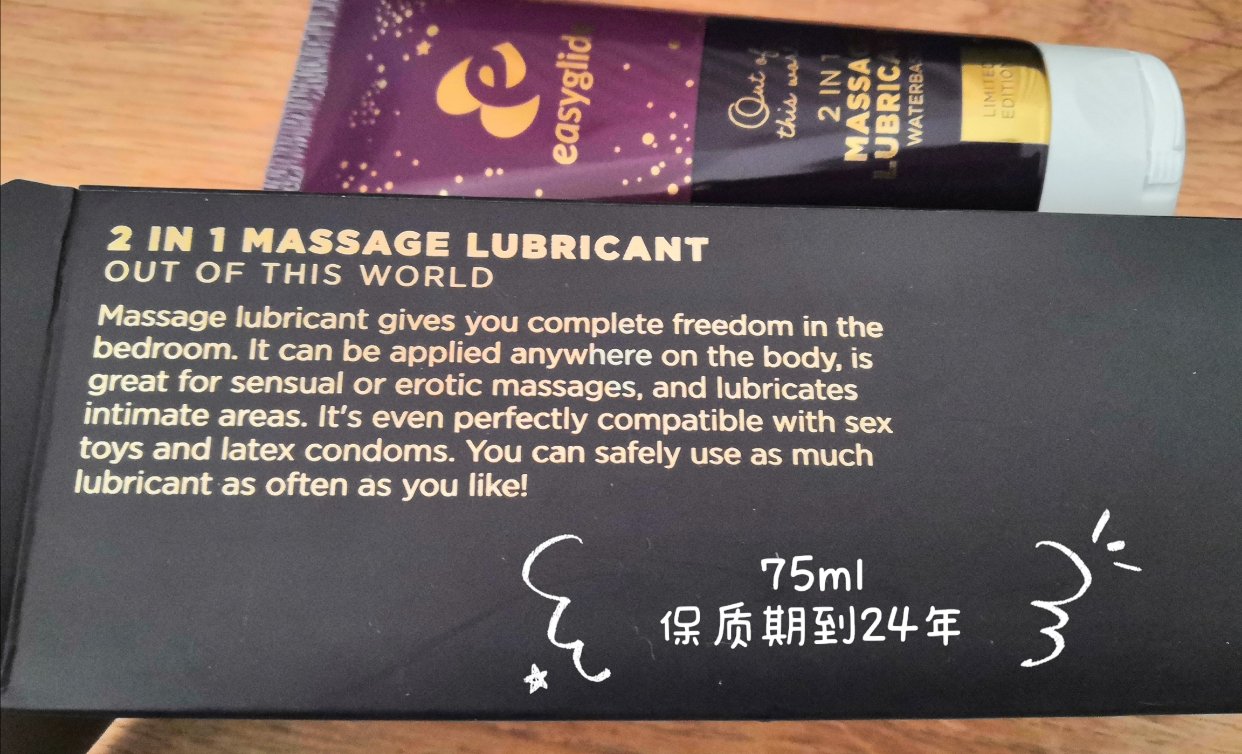 easyglide
Out of
this wo
2 IN 1
MASSAG
LUBRICA
WATERBA
LIMITED
EDITION
2 IN 1 MASSAGE LUBRICANT
OUT OF THIS WORLD
Massage lubricant gives you complete freedom in the
bedroom. It can be applied anywhere on the body, is
great for sensual or erotic massages, and lubricates
intimate areas. It's even perfectly compatible with sex
toys and latex condoms. You can safely use as much
lubricant as often as you like!
75ml
保质期到24年